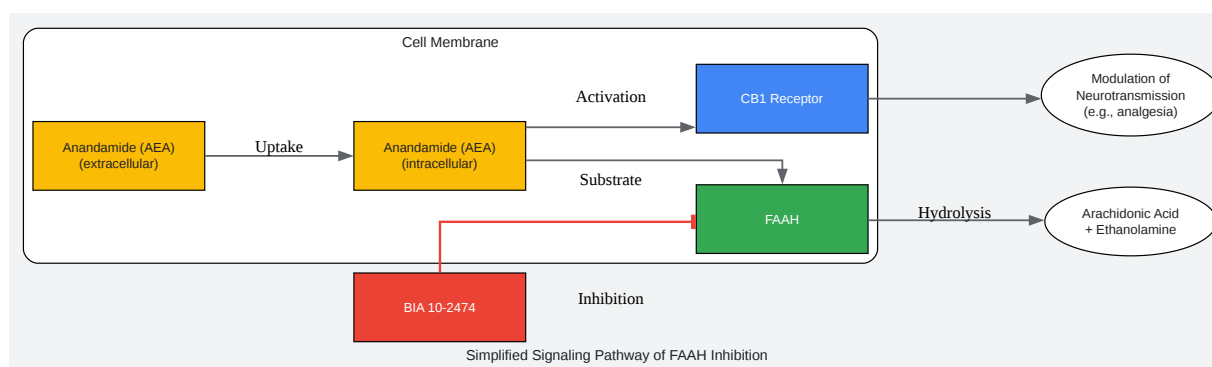 Cell Membrane
Anandamide (AEA)
(extracellular)
Uptake
Anandamide (AEA)
(intracellular)
Activation
CB1 Receptor
Modulation of
Neurotransmission
(e.g., analgesia)
Substrate
FAAH
Hydrolysis
Arachidonic Acid
+ Ethanolamine
BIA 10-2474
Inhibition
Simplified Signaling Pathway of FAAH Inhibition